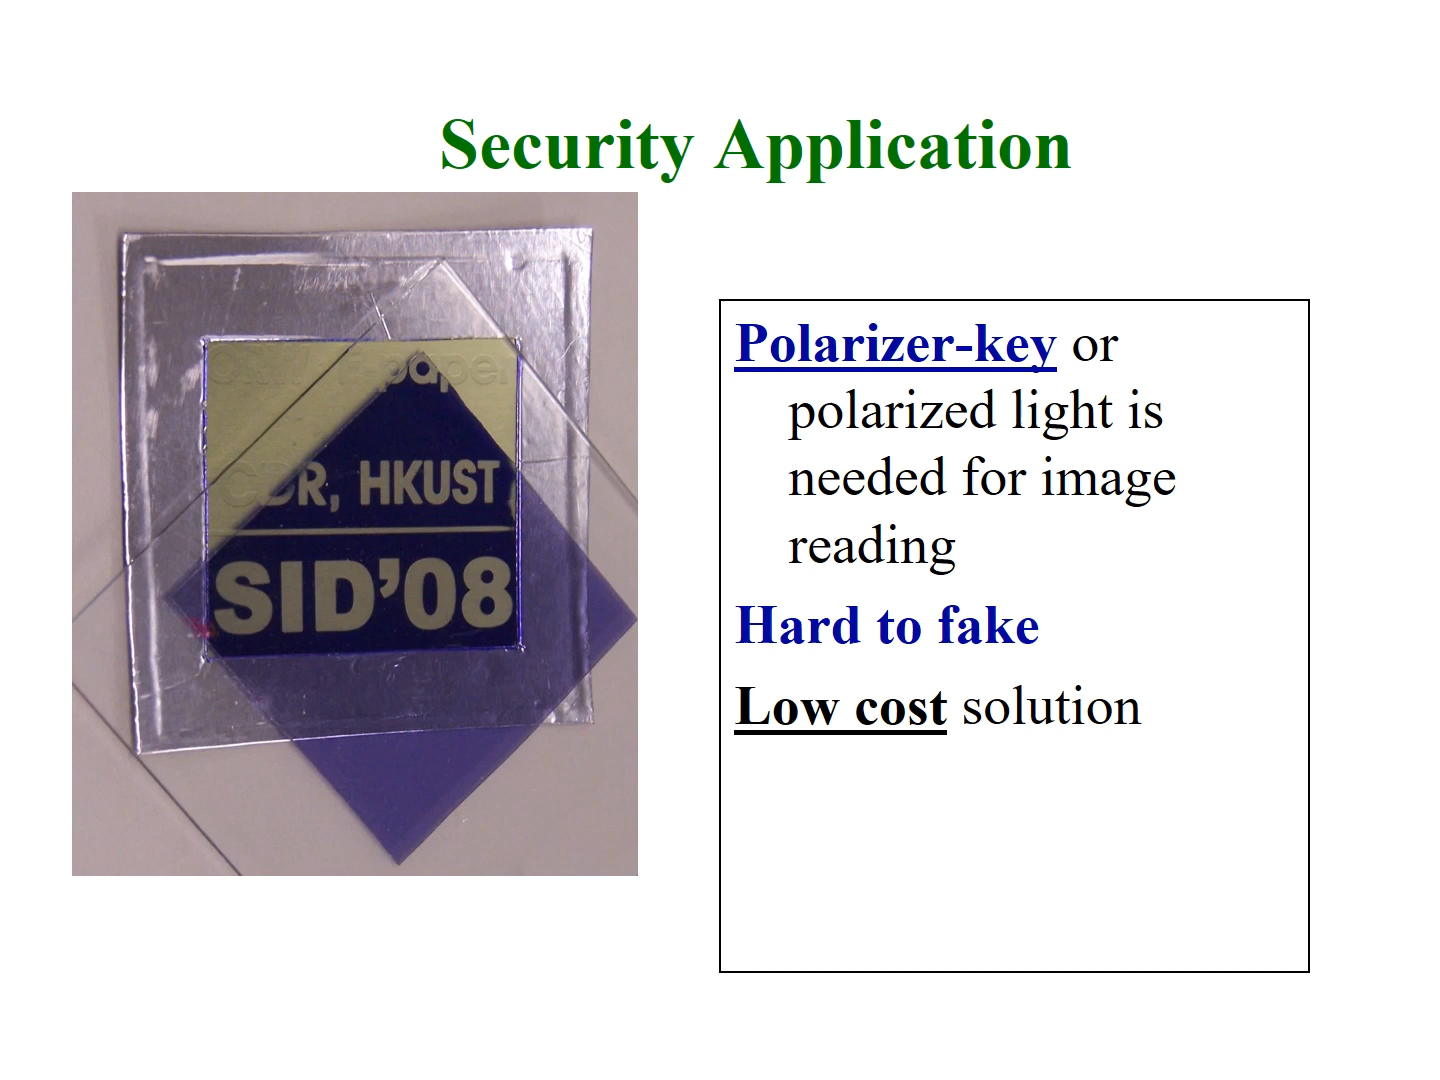 Security Application
E-paper
CDR, HKUST
SID’08
Polarizer-key or
polarized light is
needed for image
reading
Hard to fake
Low cost solution